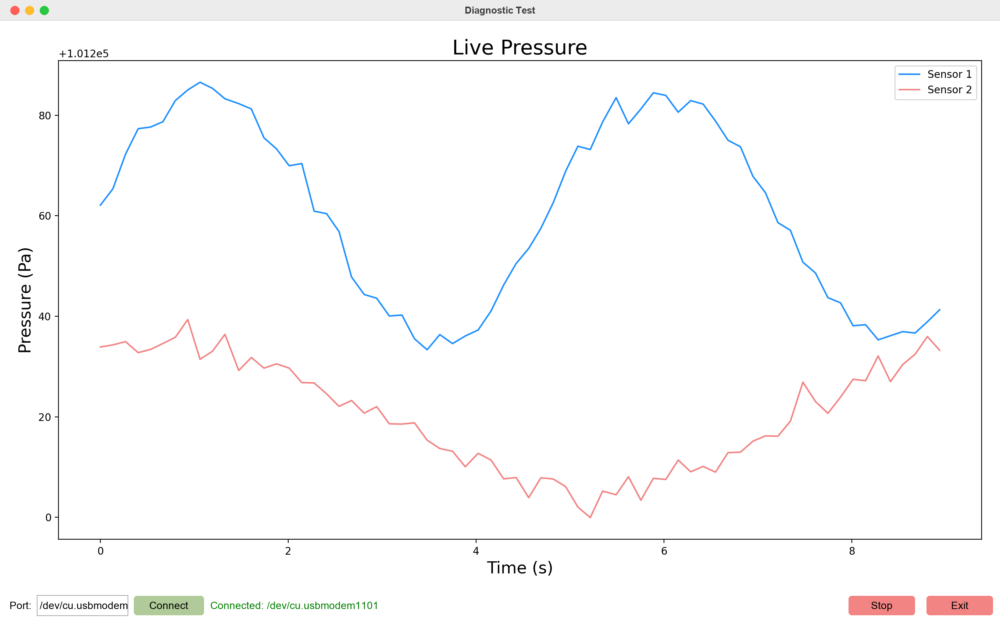 Diagnostic Test
Live Pressure
+1.012e5
Sensor 1
Sensor 2
80
60
40
20
0
Pressure (Pa)
0 2 4 6 8
Time (s)
Port: /dev/cu.usbmodem Connect Connected: /dev/cu.usbmodem1101 Stop Exit